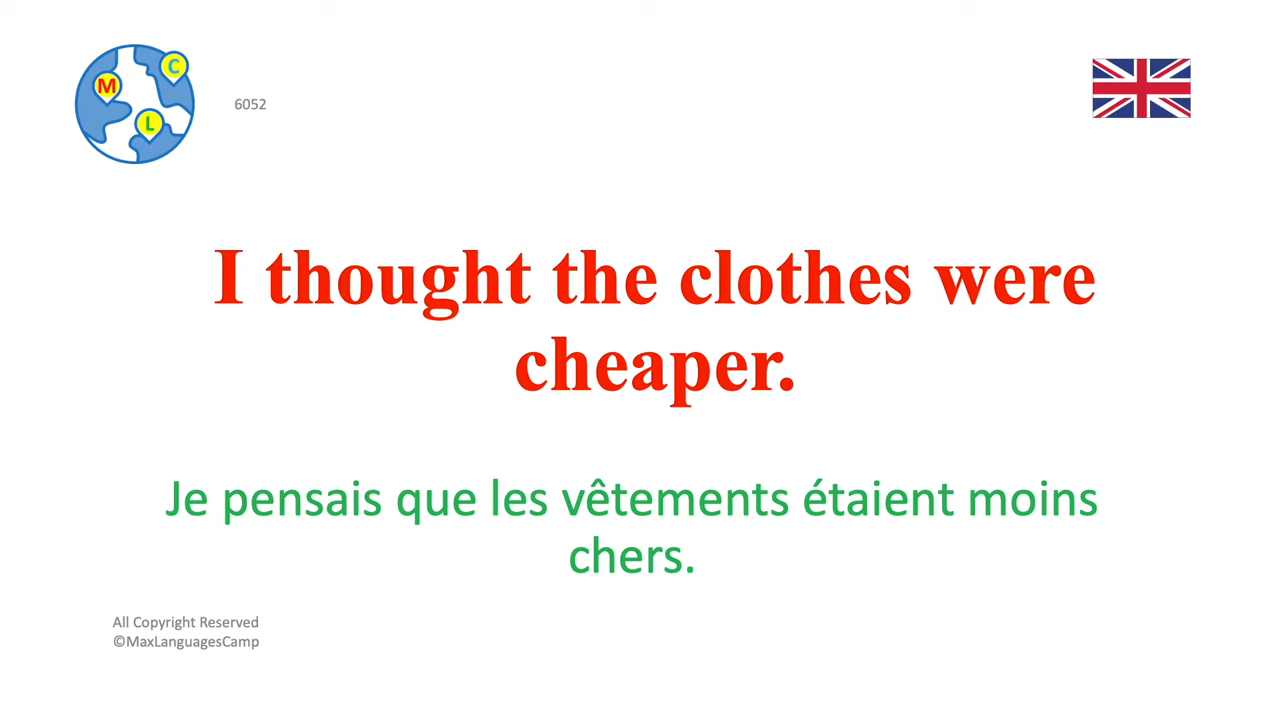 M
C
L
6052
I thought the clothes were
cheaper.
Je pensais que les vêtements étaient moins
chers.
All Copyright Reserved
©MaxLanguagesCamp